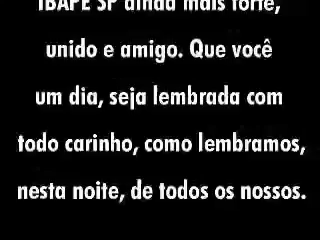 IBAPE SP ainda mais forte,
unido e amigo. Que você
um dia, seja lembrada com
todo carinho, como lembramos,
nesta noite, de todos os nossos.